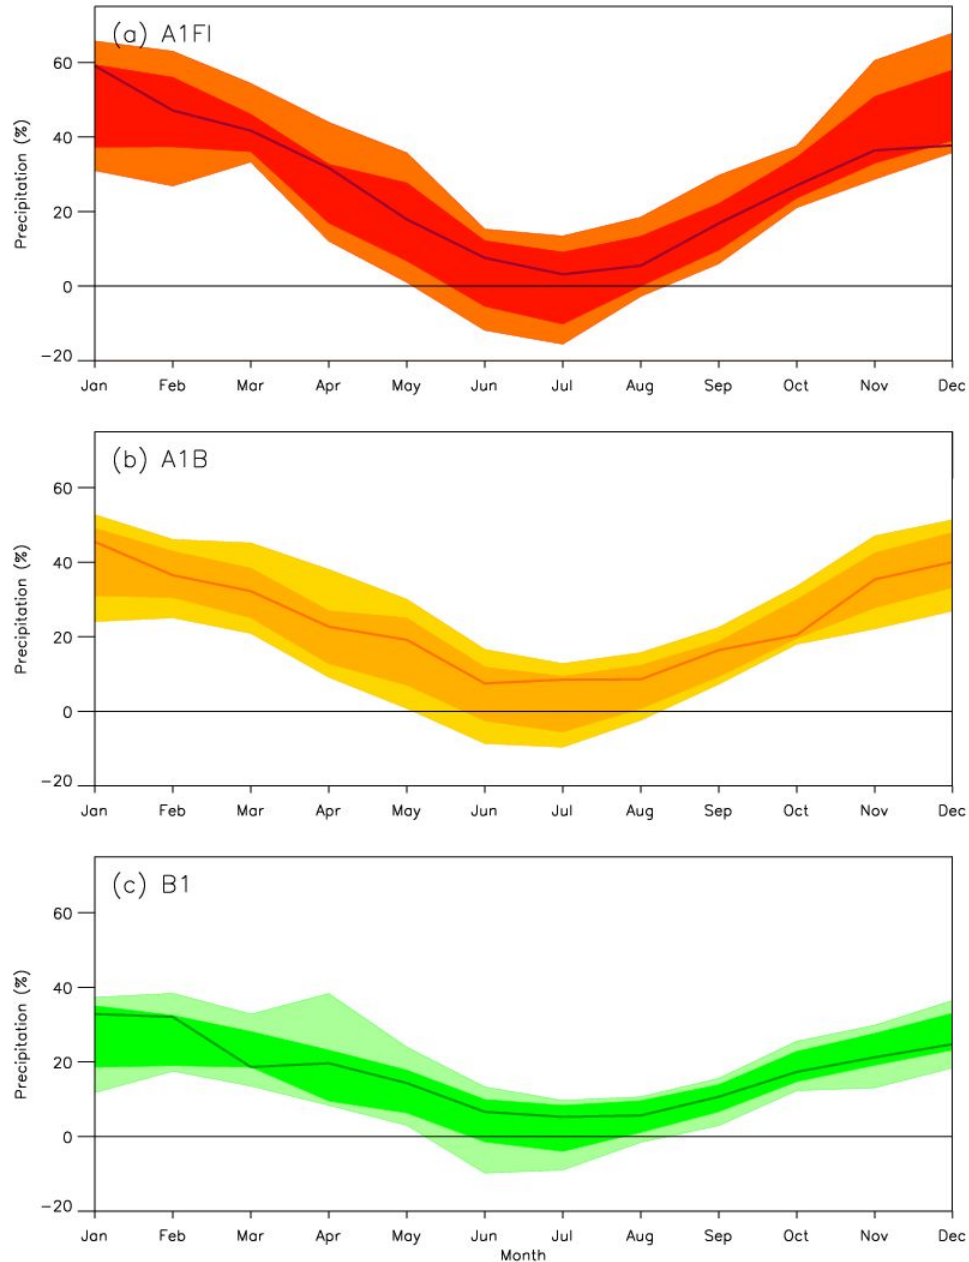 (a) A1FI
Precipitation (%)
60
40
20
0
−20
Jan Feb Mar Apr May Jun Jul Aug Sep Oct Nov Dec
(b) A1B
Precipitation (%)
60
40
20
0
−20
Jan Feb Mar Apr May Jun Jul Aug Sep Oct Nov Dec
(c) B1
Precipitation (%)
60
40
20
0
−20
Jan Feb Mar Apr May Jun Jul Aug Sep Oct Nov Dec
Month